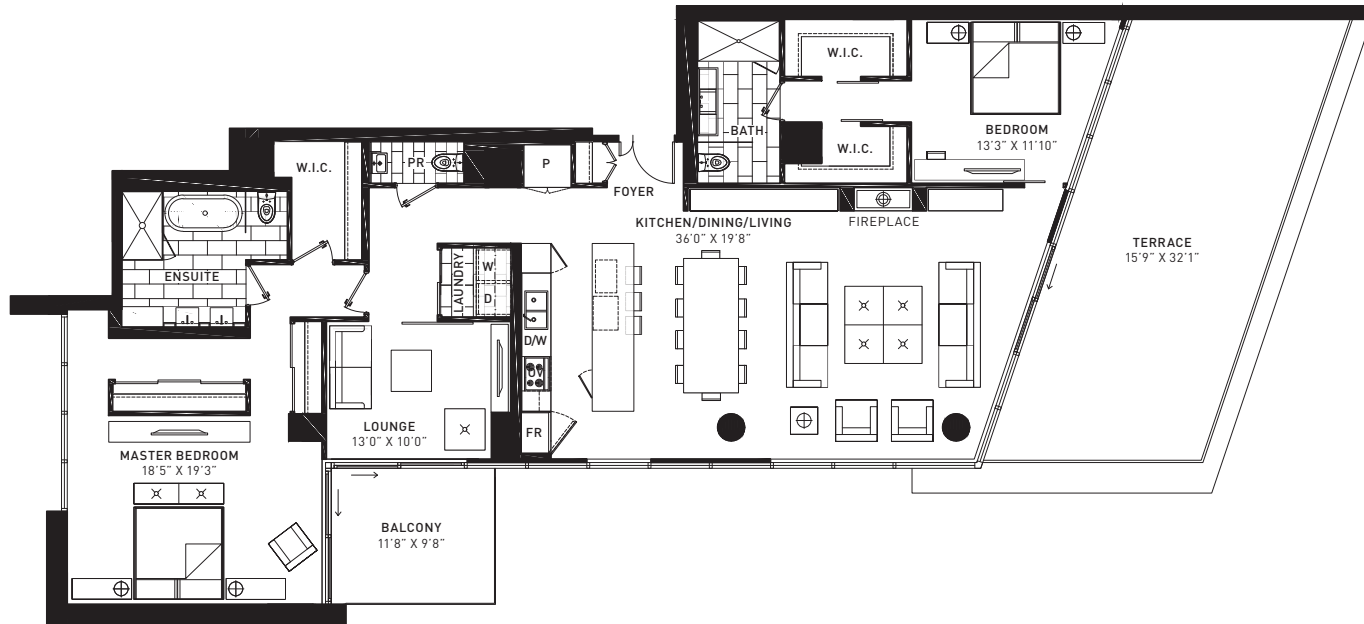 W.I.C.
BEDROOM
13'3" X 11'10"
BATH
W.I.C.
PR
P
W.I.C.
FOYER
KITCHEN/DINING/LIVING
36'0" X 19'8"
FIREPLACE
TERRACE
15'9" X 32'1"
ENSUITE
LAUNDRY
W
D
D/W
OV
FR
LOUNGE
13'0" X 10'0"
MASTER BEDROOM
18'5" X 19'3"
BALCONY
11'8" X 9'8"